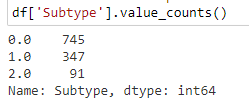 df['Subtype'].value_counts()
0.0    745
1.0    347
2.0     91
Name: Subtype, dtype: int64